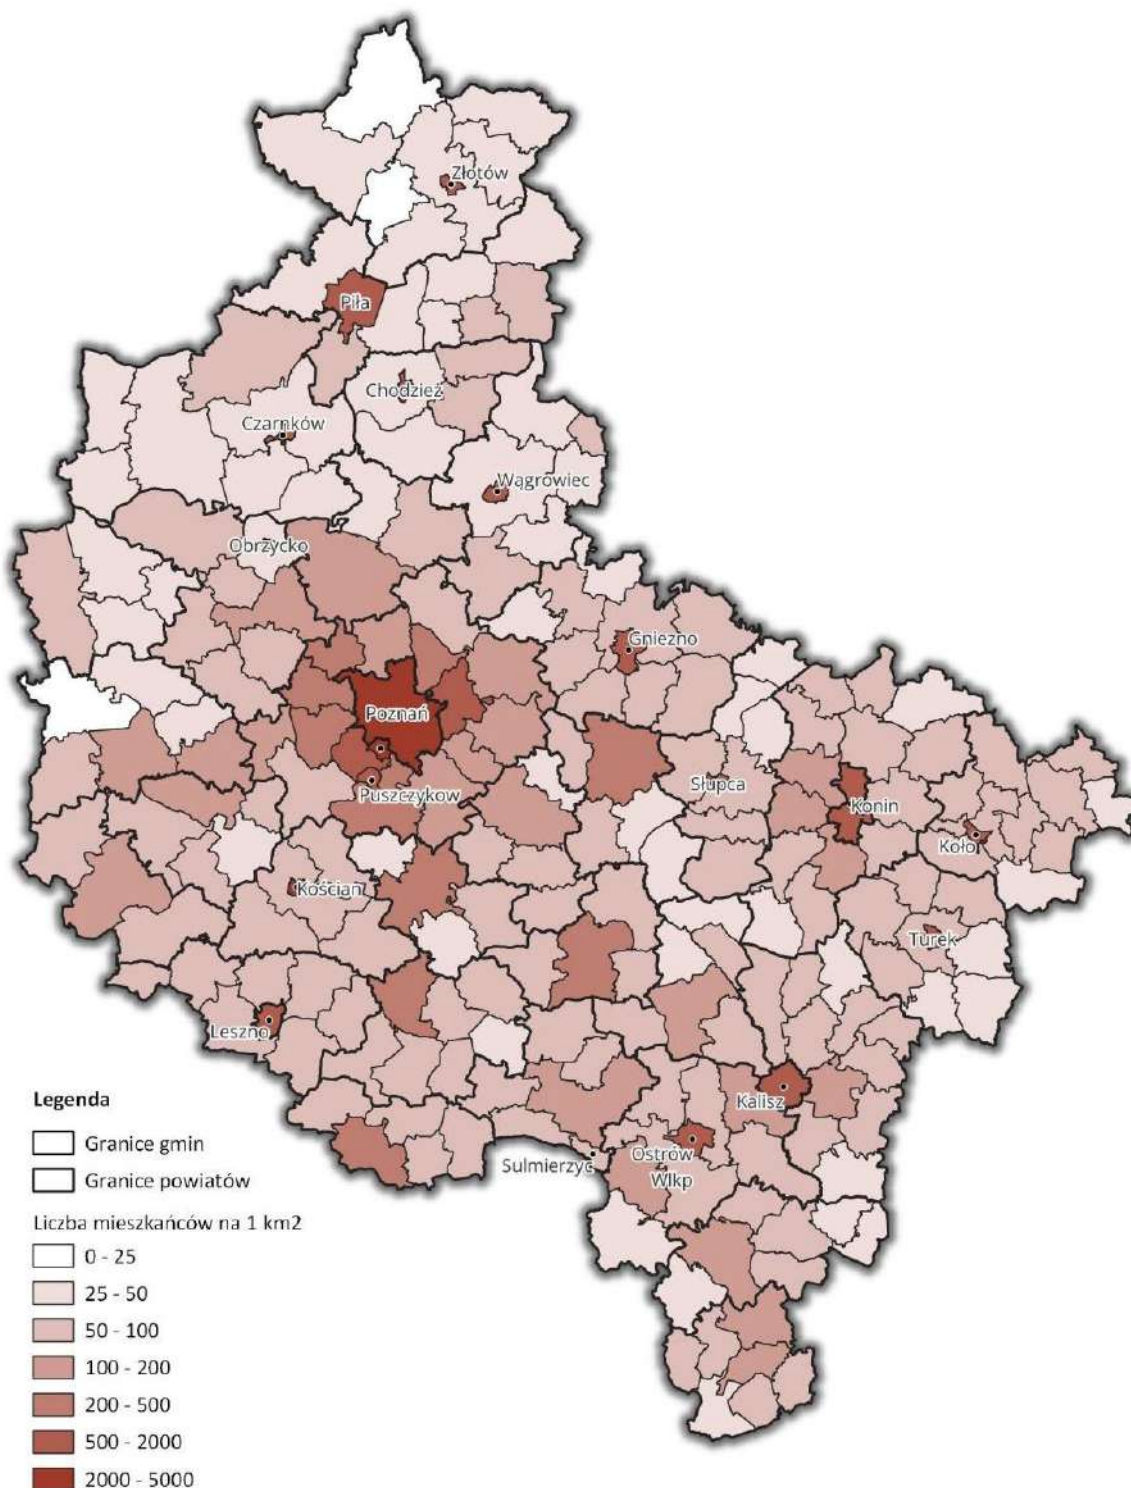 Złotów
Piła
Chodzież
Czarnków
Wągrowiec
Obrzycko
Gniezno
Poznań
Słupca
Puszczykow
Konin
Koło
Kościan
Turek
Leszno
Kalisz
Ostrów
Wlkp
Sulmierzyc
Legenda
Granice gmin
Granice powiatów
Liczba mieszkańców na 1 km2
0 - 25
25 - 50
50 - 100
100 - 200
200 - 500
500 - 2000
2000 - 5000